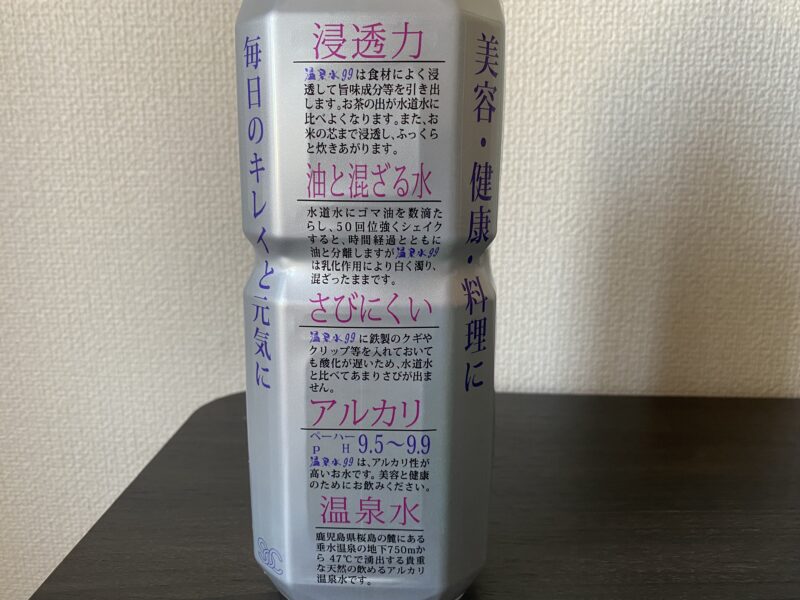 毎日のキレイと元気に
浸透力
温泉水99は食材によく浸
透して旨味成分等を引き出
します。お茶の出が水道水に
比べよくなります。また、お
米の芯まで浸透し、ふっくら
と炊きあがります。
油と混ざる水
水道水にゴマ油を数滴た
らし、50回位強くシェイク
すると、時間経過とともに
油と分離しますが温泉水99
は乳化作用により白く濁り、
混ざったままです。
さびにくい
温泉水99に鉄製のクギや
クリップ等を入れておいて
も酸化が遅いため、水道水
と比べてあまりさびが出ま
せん。
アルカリ
ペーハー
PH 9.5〜9.9
温泉水99は、アルカリ性が
高いお水です。美容と健康
のためにお飲みください。
温泉水
鹿児島県桜島の麓にある
垂水温泉の地下750mか
ら 47℃で湧出する貴重
な天然の飲めるアルカリ
温泉水です。
美容・健康・料理に
SOC